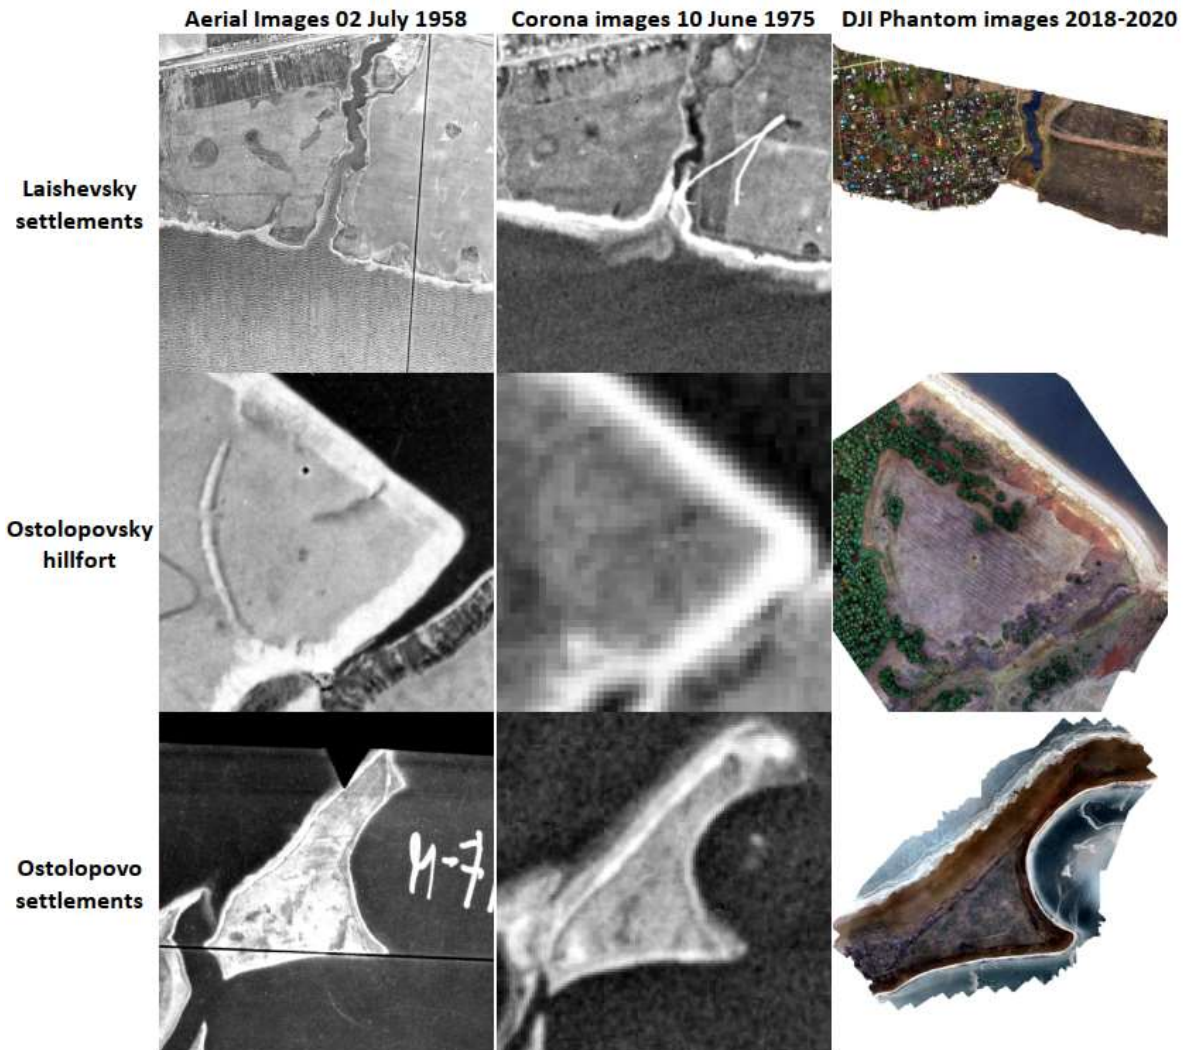 Aerial Images 02 July 1958
Corona images 10 June 1975
DJI Phantom images 2018-2020
Laishevsky
settlements
Ostolopovsky
hillfort
Ostolopovo
settlements